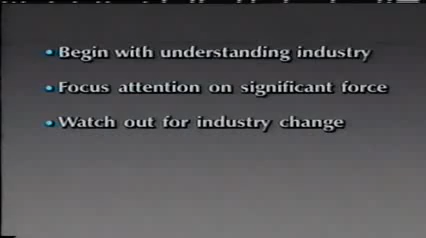 • Begin with understanding industry
• Focus attention on significant force
• Watch out for industry change